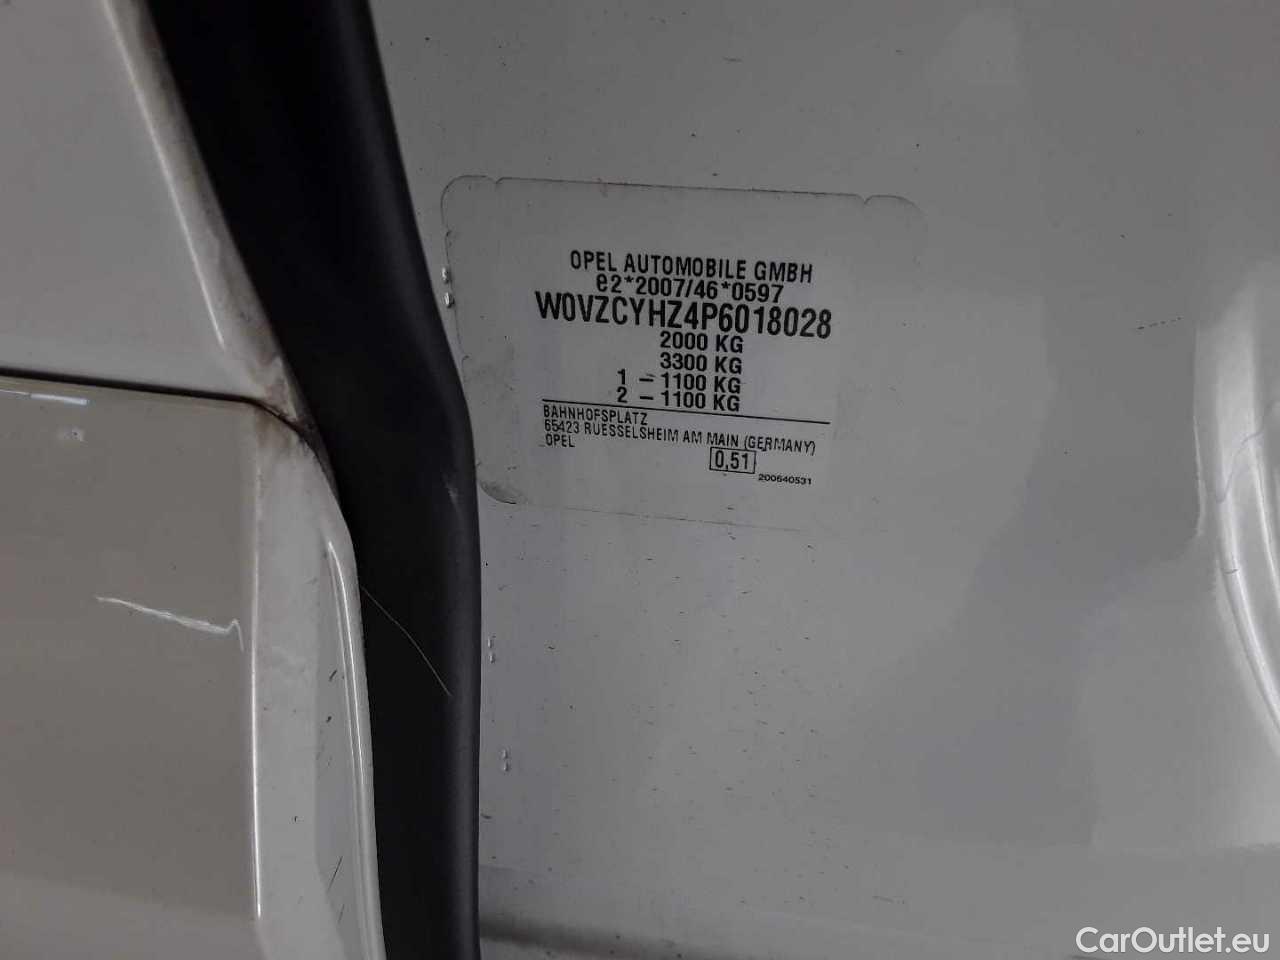 OPEL AUTOMOBILE GMBH
e2*2007/46*0597
W0VZCYHZ4P6018028
2000 KG
3300 KG
1 - 1100 KG
2 - 1100 KG
BAHNHOFSPLATZ
65423 RUESSELSHEIM AM MAIN (GERMANY)
OPEL
0,51
200640531
CarOutlet.eu